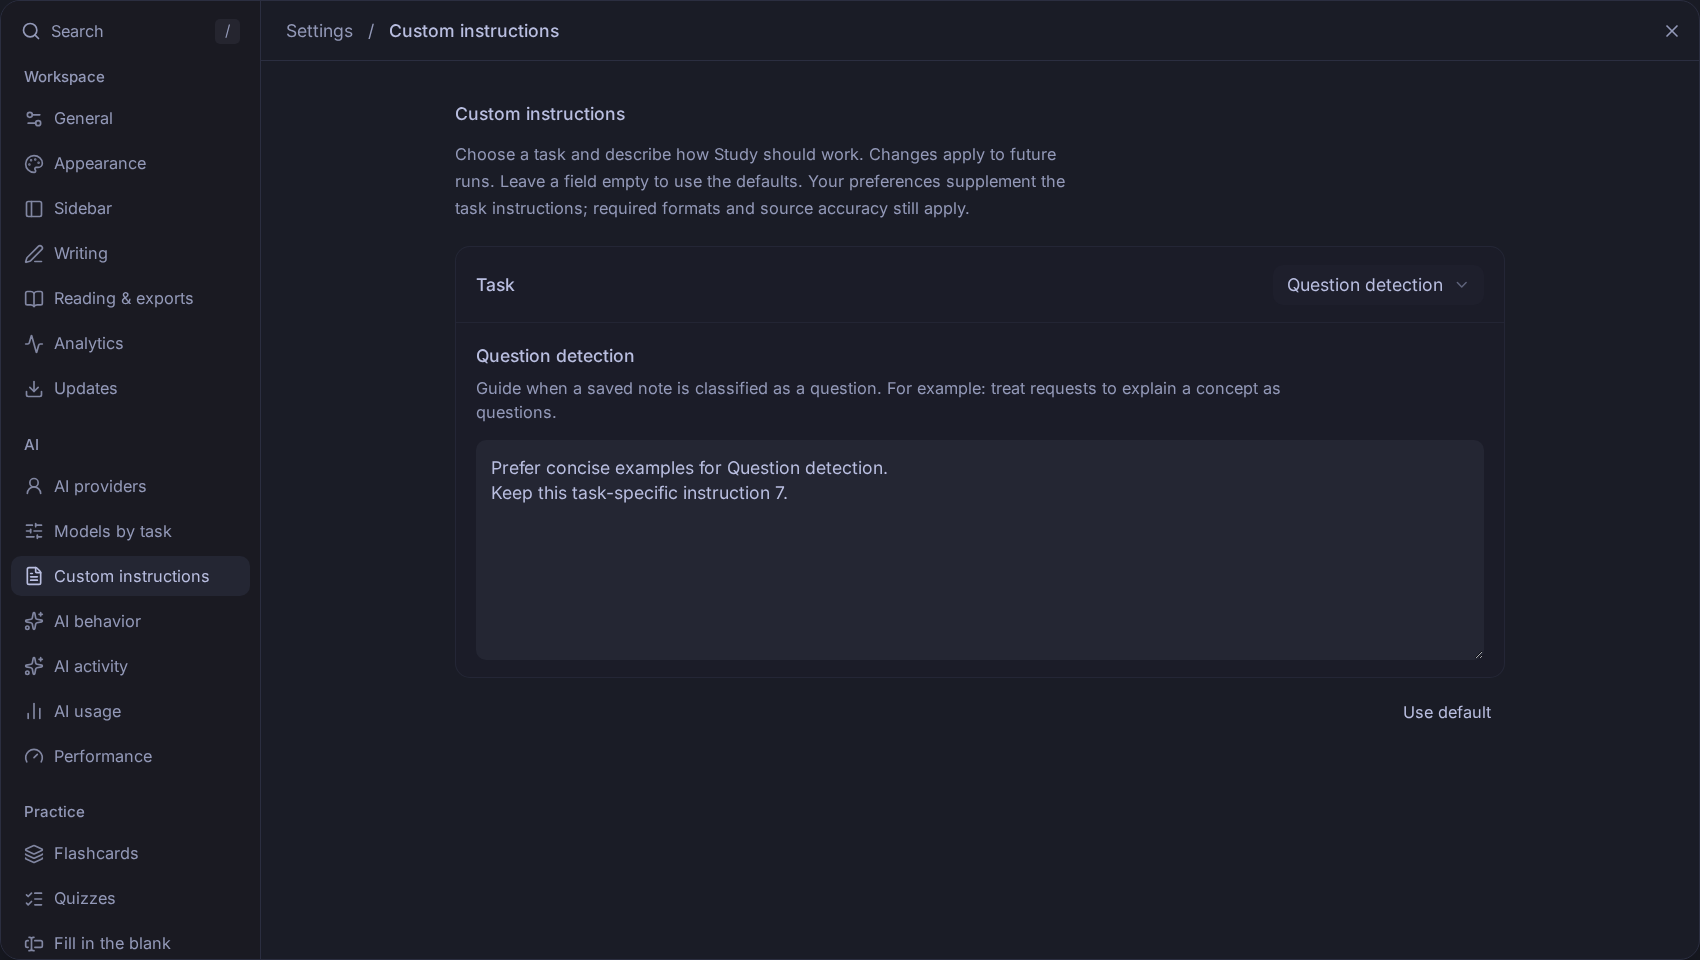 Search
/
Workspace
General
Appearance
Sidebar
Writing
Reading & exports
Analytics
Updates
AI
AI providers
Models by task
Custom instructions
AI behavior
AI activity
AI usage
Performance
Practice
Flashcards
Quizzes
Fill in the blank
Settings / Custom instructions
Custom instructions
Choose a task and describe how Study should work. Changes apply to future
runs. Leave a field empty to use the defaults. Your preferences supplement the
task instructions; required formats and source accuracy still apply.
Task
Question detection
Question detection
Guide when a saved note is classified as a question. For example: treat requests to explain a concept as
questions.
Prefer concise examples for Question detection.
Keep this task-specific instruction 7.
Use default